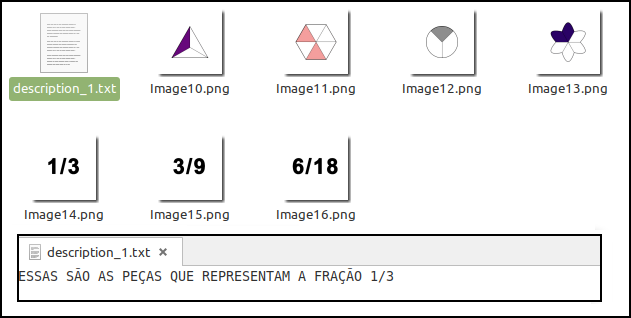 description_1.txt
Image10.png
Image11.png
Image12.png
Image13.png
1/3
3/9
6/18
Image14.png
Image15.png
Image16.png
description_1.txt ×
ESSAS SÃO AS PEÇAS QUE REPRESENTAM A FRAÇÃO 1/3